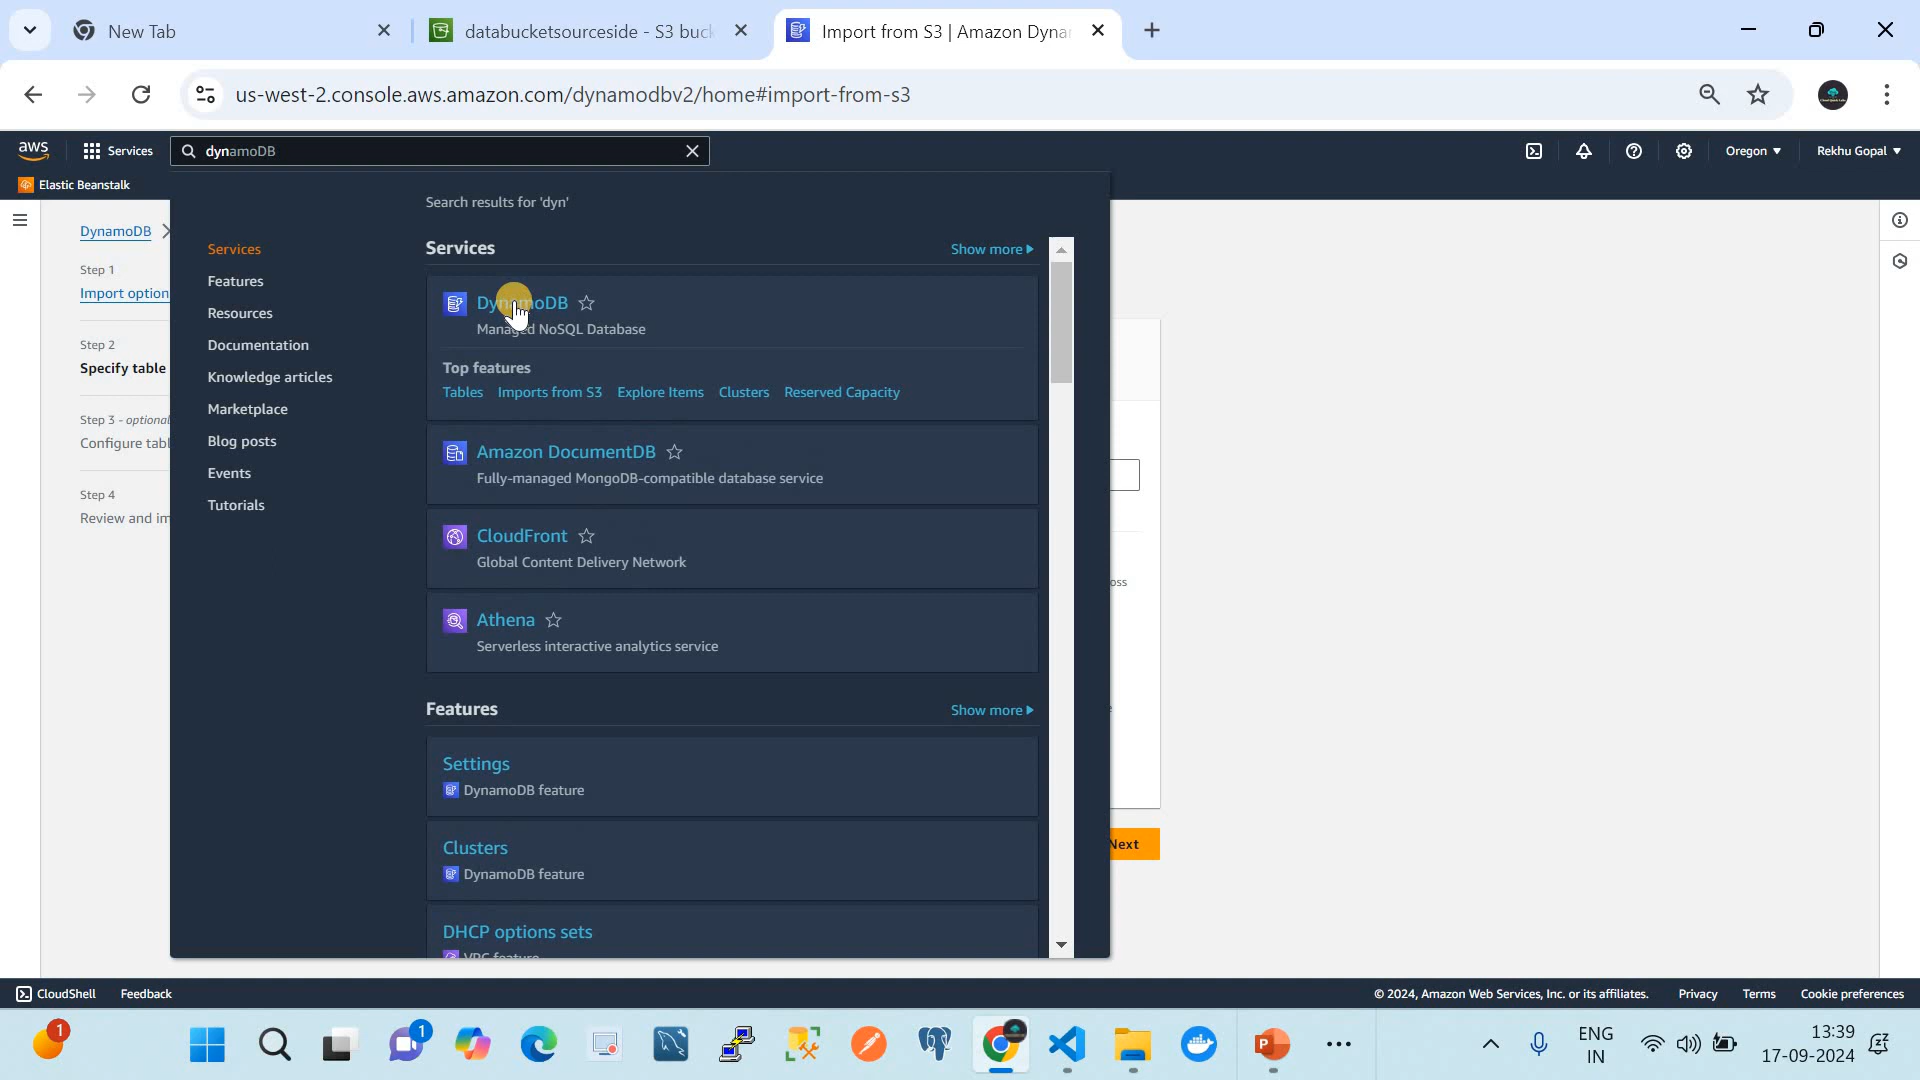 New Tab
databucketsourceside - S3 buc
Import from S3 | Amazon Dyna
us-west-2.console.aws.amazon.com/dynamodbv2/home#import-from-s3
aws
Services
dynamoDB
Oregon
Rekhu Gopal
Elastic Beanstalk
Search results for 'dyn'
DynamoDB
Step 1
Import option
Step 2
Specify table
Step 3 - optional
Configure tabl
Step 4
Review and im
Services
Features
Resources
Documentation
Knowledge articles
Marketplace
Blog posts
Events
Tutorials
Services
Show more
DynamoDB
Managed NoSQL Database
Top features
Tables Imports from S3 Explore Items Clusters Reserved Capacity
Amazon DocumentDB
Fully-managed MongoDB-compatible database service
CloudFront
Global Content Delivery Network
Athena
Serverless interactive analytics service
Features
Show more
Settings
DynamoDB feature
Clusters
DynamoDB feature
DHCP options sets
VPC feature
oss
Next
CloudShell
Feedback
© 2024, Amazon Web Services, Inc. or its affiliates.
Privacy
Terms
Cookie preferences
1
1
ENG
IN
13:39
17-09-2024